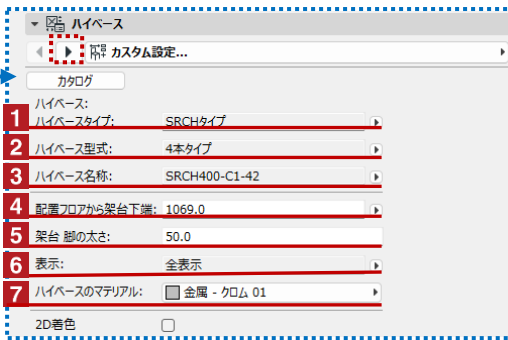 ハイベース
カスタム設定...
カタログ
ハイベース:
1 ハイベースタイプ: SRCHタイプ
2 ハイベース型式: 4本タイプ
3 ハイベース名称: SRCH400-C1-42
4 配置フロアから架台下端: 1069.0
5 架台 脚の太さ: 50.0
6 表示: 全表示
7 ハイベースのマテリアル: 金属 - クロム 01
2D着色